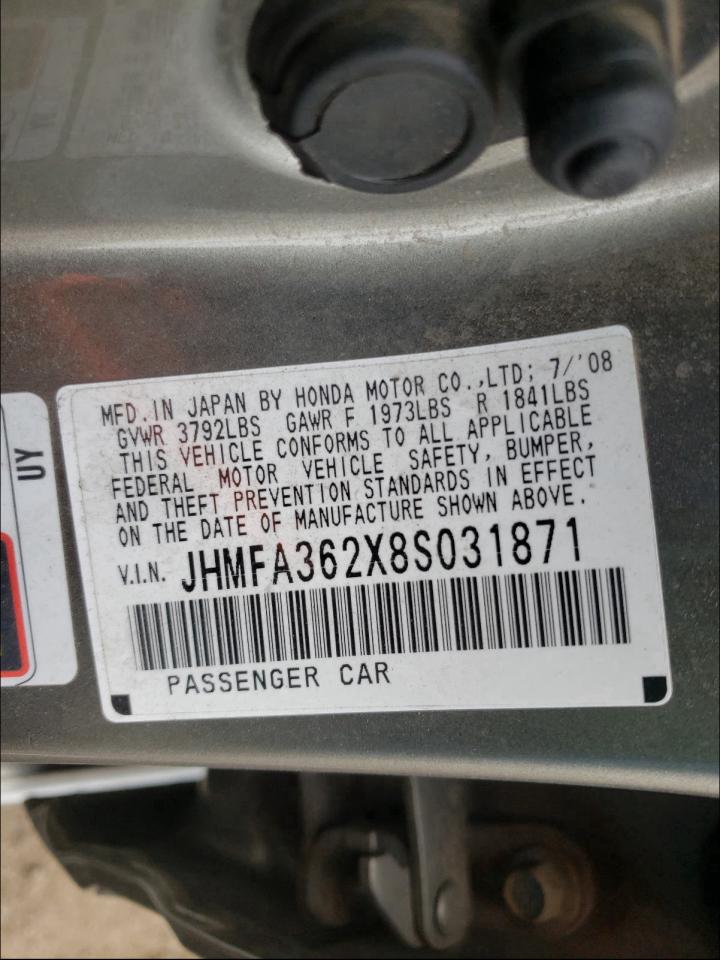 MFD. IN JAPAN BY HONDA MOTOR CO.,LTD; 7/'08
GVWR 3792LBS GAWR F 1973LBS R 1841LBS
THIS VEHICLE CONFORMS TO ALL APPLICABLE
FEDERAL MOTOR VEHICLE SAFETY, BUMPER,
AND THEFT PREVENTION STANDARDS IN EFFECT
ON THE DATE OF MANUFACTURE SHOWN ABOVE.
V.I.N. JHMFA362X8S031871
PASSENGER CAR
UY